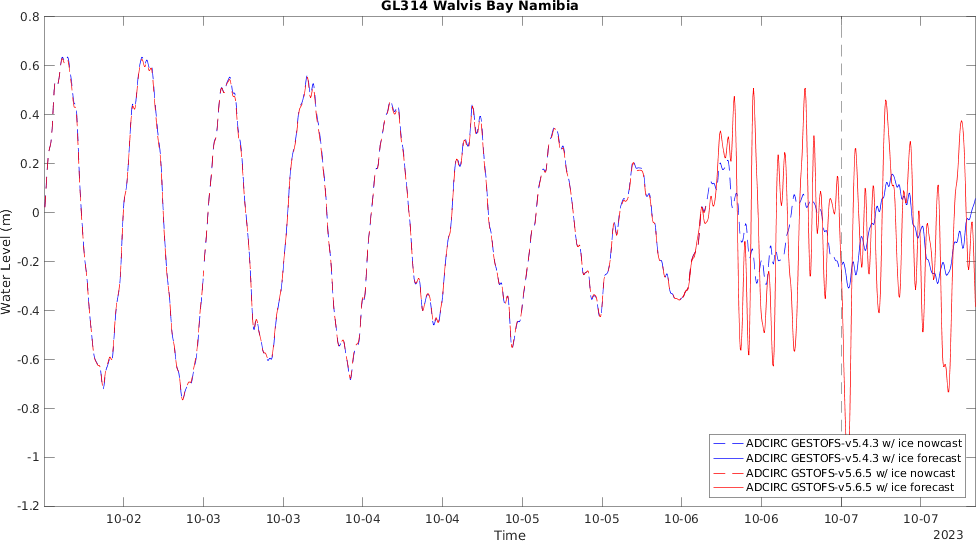 GL314 Walvis Bay Namibia
0.8
0.6
0.4
0.2
0
-0.2
-0.4
-0.6
-0.8
-1
-1.2
Water Level (m)
ADCIRC GESTOFS-v5.4.3 w/ ice nowcast
ADCIRC GESTOFS-v5.4.3 w/ ice forecast
ADCIRC GSTOFS-v5.6.5 w/ ice nowcast
ADCIRC GSTOFS-v5.6.5 w/ ice forecast
10-02 10-03 10-03 10-04 10-04 10-05 10-05 10-06 10-06 10-07 10-07
Time
2023